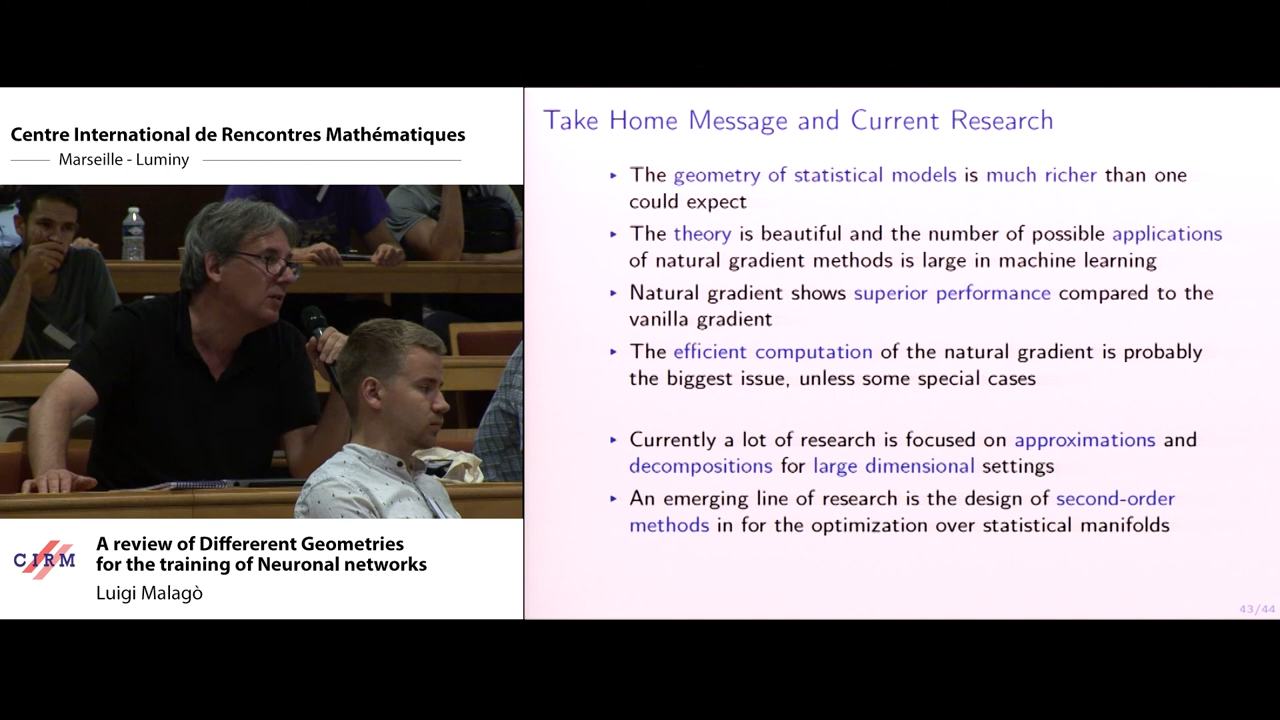 Centre International de Rencontres Mathématiques
Marseille - Luminy
CIRM
A review of Differerent Geometries
for the training of Neuronal networks
Luigi Malagò
Take Home Message and Current Research
▸ The geometry of statistical models is much richer than one
could expect
▸ The theory is beautiful and the number of possible applications
of natural gradient methods is large in machine learning
▸ Natural gradient shows superior performance compared to the
vanilla gradient
▸ The efficient computation of the natural gradient is probably
the biggest issue, unless some special cases
▸ Currently a lot of research is focused on approximations and
decompositions for large dimensional settings
▸ An emerging line of research is the design of second-order
methods in for the optimization over statistical manifolds
43/44